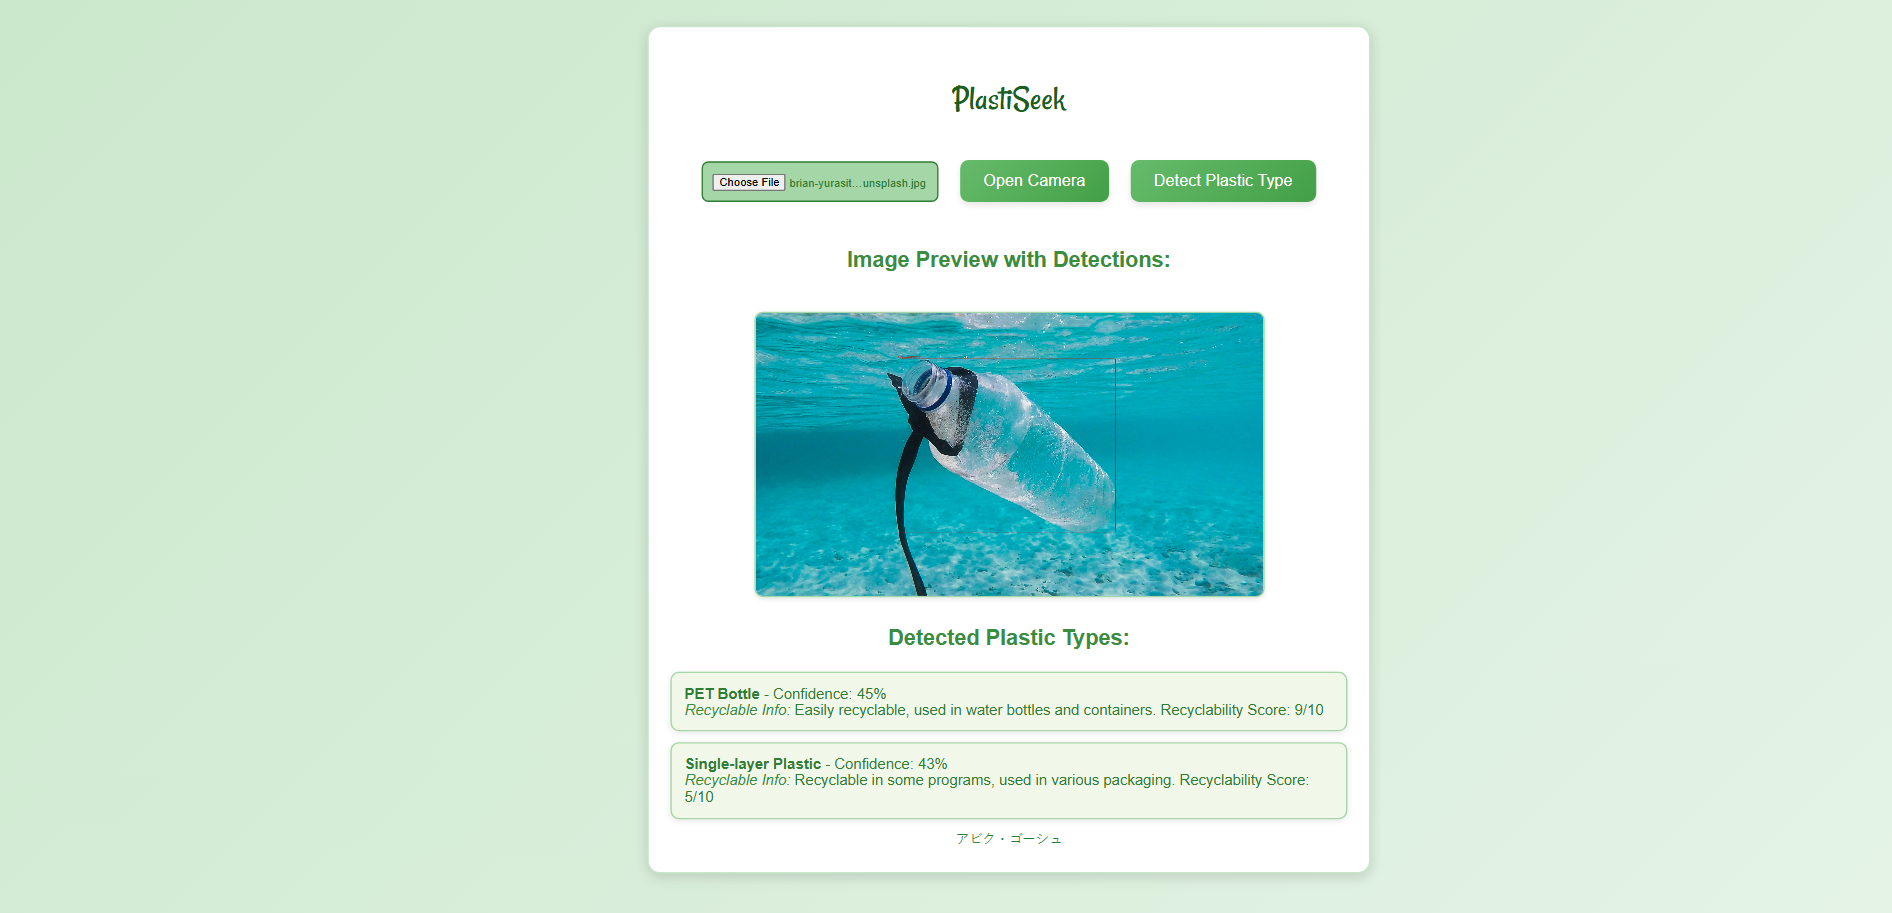 PlastiSeek
Choose File brian-yurasit...unsplash.jpg
Open Camera
Detect Plastic Type
Image Preview with Detections:
Detected Plastic Types:
PET Bottle - Confidence: 45%
Recyclable Info: Easily recyclable, used in water bottles and containers. Recyclability Score: 9/10
Single-layer Plastic - Confidence: 43%
Recyclable Info: Recyclable in some programs, used in various packaging. Recyclability Score:
5/10
アビク・ゴーシュ